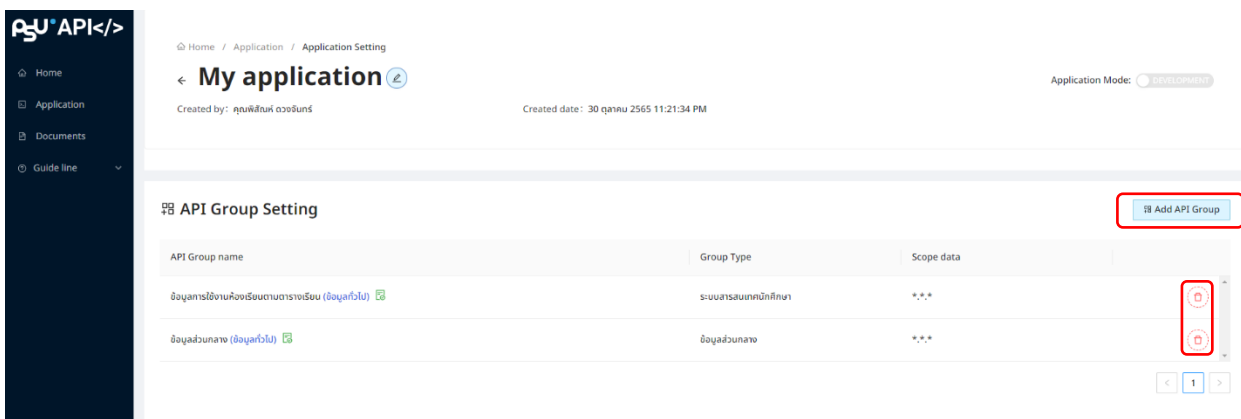 PSU API</>
Home
Application
Documents
Guide line
Home / Application / Application Setting
My application
Created by: คุณพิสัณห์ ดวงจันทร์
Created date: 30 ตุลาคม 2565 11:21:34 PM
Application Mode: DEVELOPMENT
API Group Setting
Add API Group
API Group name Group Type Scope data
ข้อมูลการใช้งานห้องเรียนตามตารางเรียน (ข้อมูลทั่วไป) ระบบสารสนเทศนักศึกษา *.*.*
ข้อมูลส่วนกลาง (ข้อมูลทั่วไป) ข้อมูลส่วนกลาง *.*.*
< 1 >